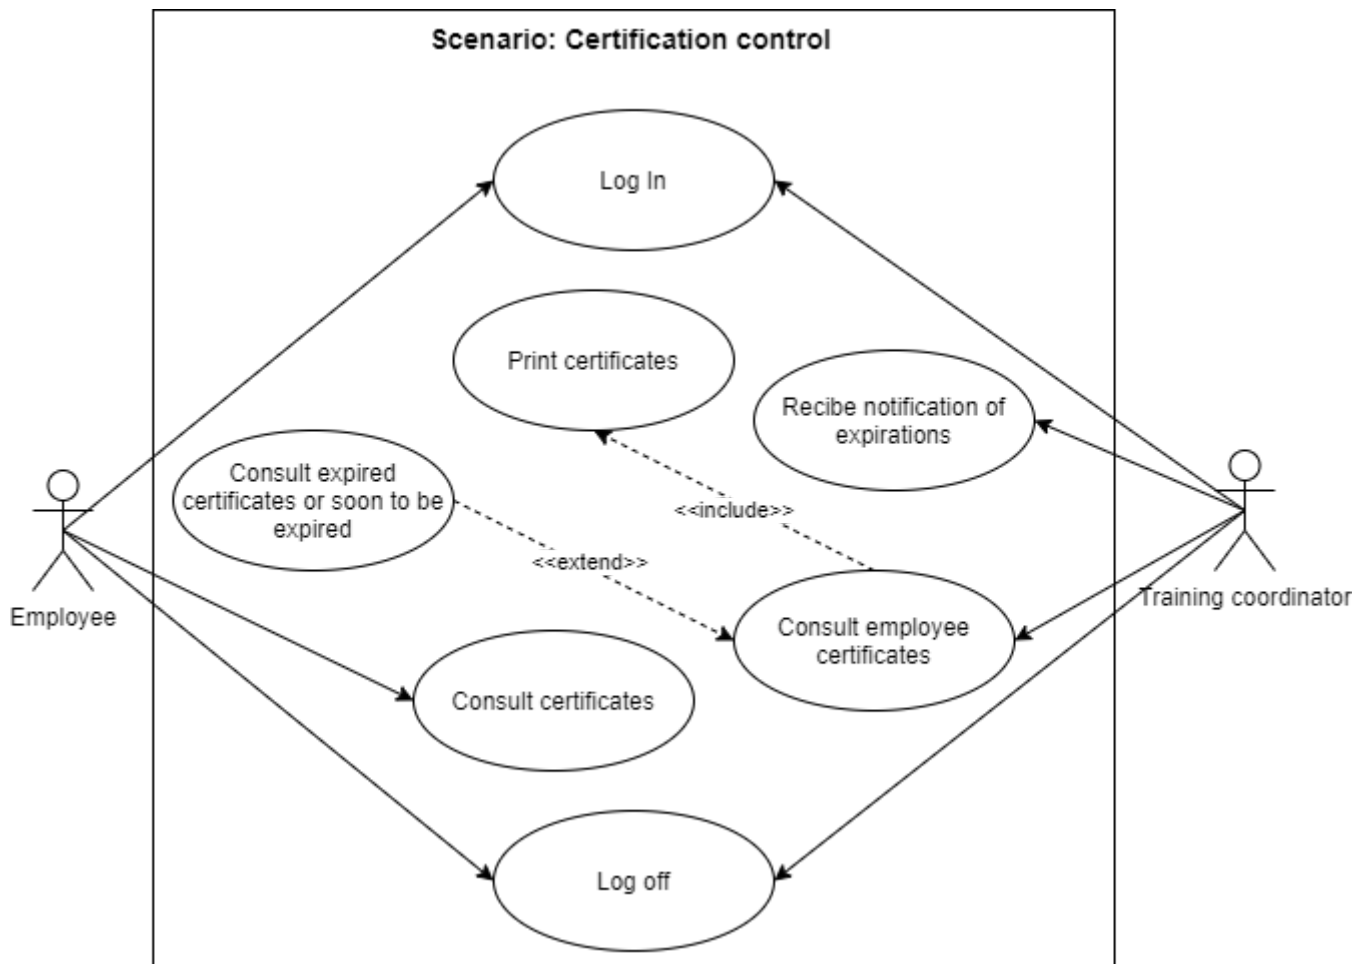 Scenario: Certification control
Log In
Print certificates
Recibe notification of
expirations
Consult expired
certificates or soon to be
expired
<<include>>
<<extend>>
Employee
Training coordinator
Consult employee
certificates
Consult certificates
Log off